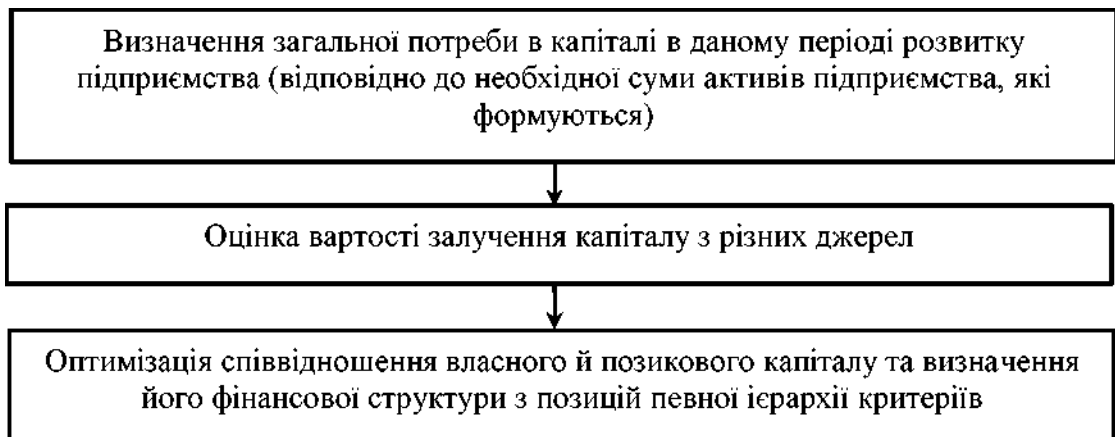 Визначення загальної потреби в капіталі в даному періоді розвитку
підприємства (відповідно до необхідної суми активів підприємства, які
формуються)
Оцінка вартості залучення капіталу з різних джерел
Оптимізація співвідношення власного й позикового капіталу та визначення
його фінансової структури з позицій певної ієрархії критеріїв